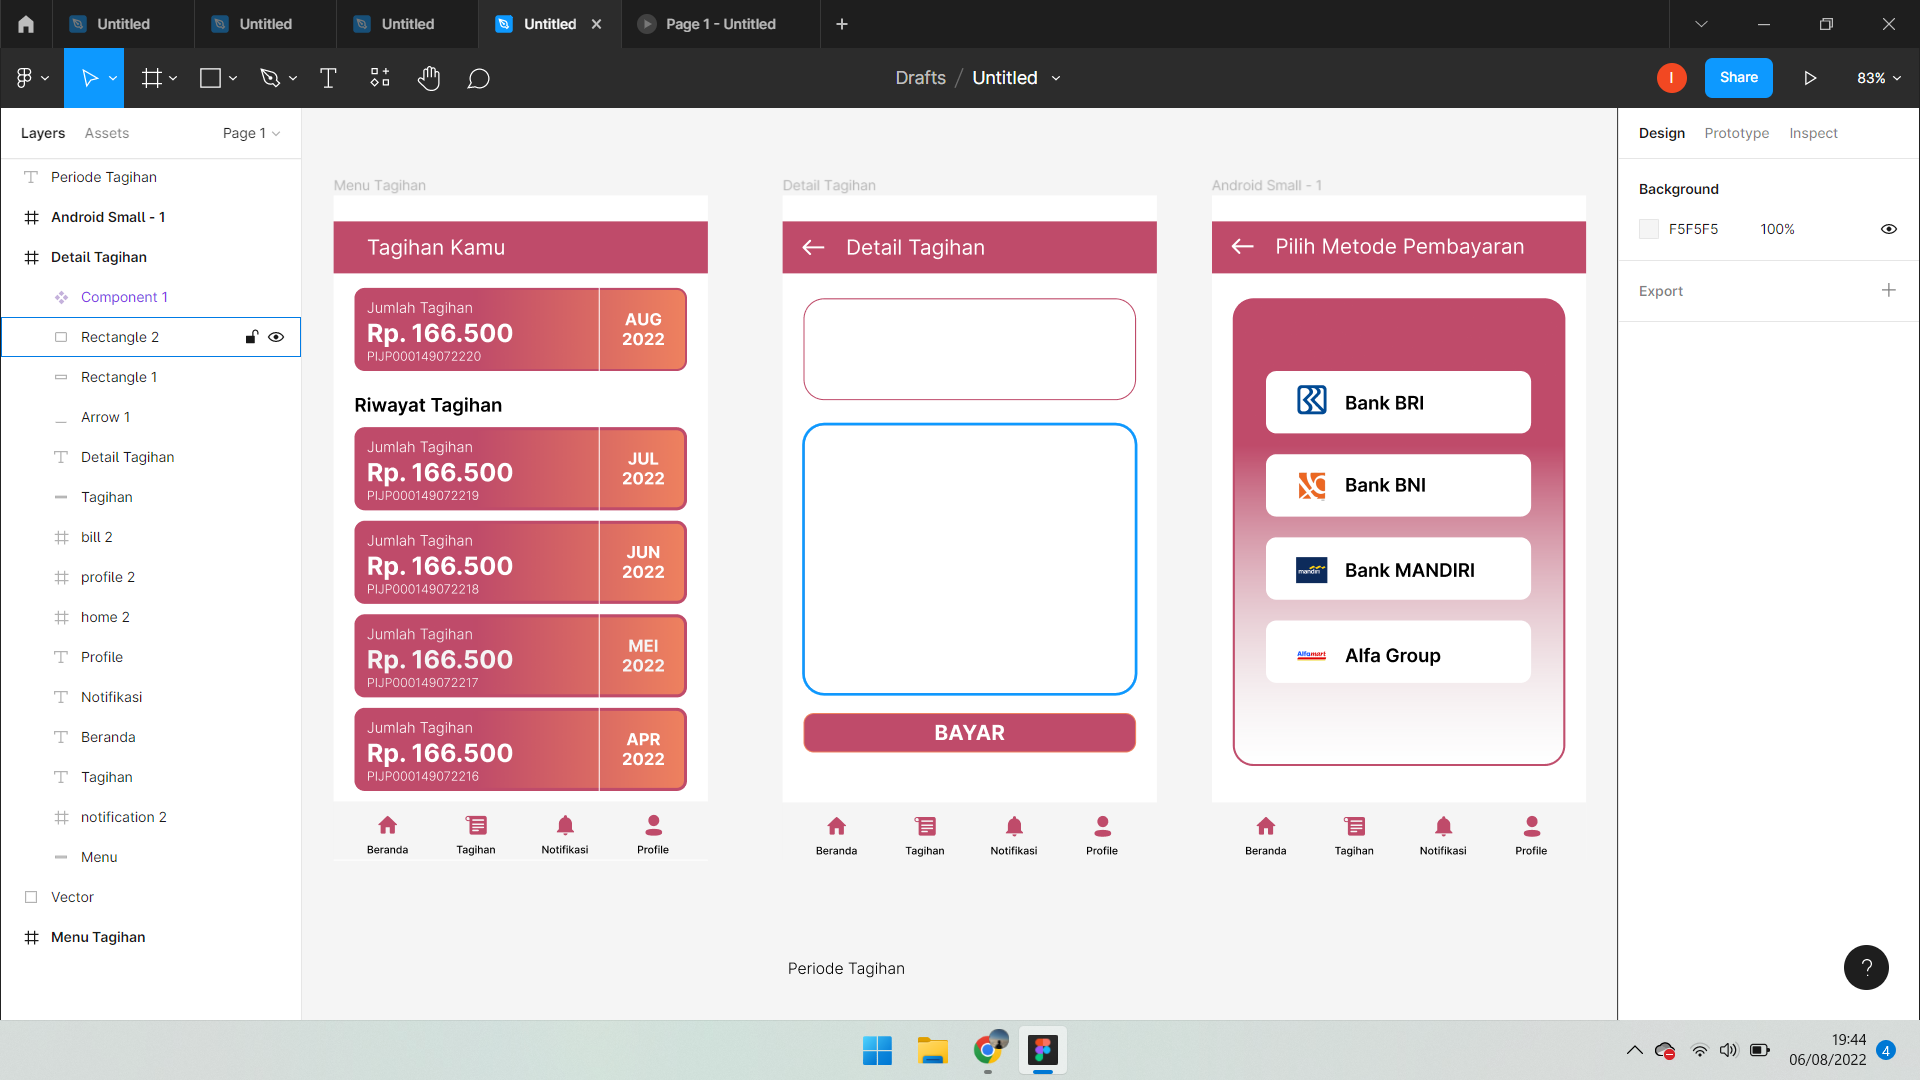 Untitled
Untitled
Untitled
Untitled
Page 1 - Untitled
Drafts / Untitled
I
Share
83%
Layers
Assets
Page 1
Periode Tagihan
Android Small - 1
Detail Tagihan
Component 1
Rectangle 2
Rectangle 1
Arrow 1
Detail Tagihan
Tagihan
bill 2
profile 2
home 2
Profile
Notifikasi
Beranda
Tagihan
notification 2
Menu
Vector
Menu Tagihan
Menu Tagihan
Tagihan Kamu
Jumlah Tagihan
Rp. 166.500
PIJP000149072220
AUG
2022
Riwayat Tagihan
Jumlah Tagihan
Rp. 166.500
PIJP000149072219
JUL
2022
Jumlah Tagihan
Rp. 166.500
PIJP000149072218
JUN
2022
Jumlah Tagihan
Rp. 166.500
PIJP000149072217
MEI
2022
Jumlah Tagihan
Rp. 166.500
PIJP000149072216
APR
2022
Beranda
Tagihan
Notifikasi
Profile
Detail Tagihan
Detail Tagihan
BAYAR
Beranda
Tagihan
Notifikasi
Profile
Periode Tagihan
Android Small - 1
Pilih Metode Pembayaran
Bank BRI
Bank BNI
mandiri
Bank MANDIRI
Alfamart
Alfa Group
Beranda
Tagihan
Notifikasi
Profile
Design
Prototype
Inspect
Background
F5F5F5
100%
Export
?
19:44
06/08/2022
4